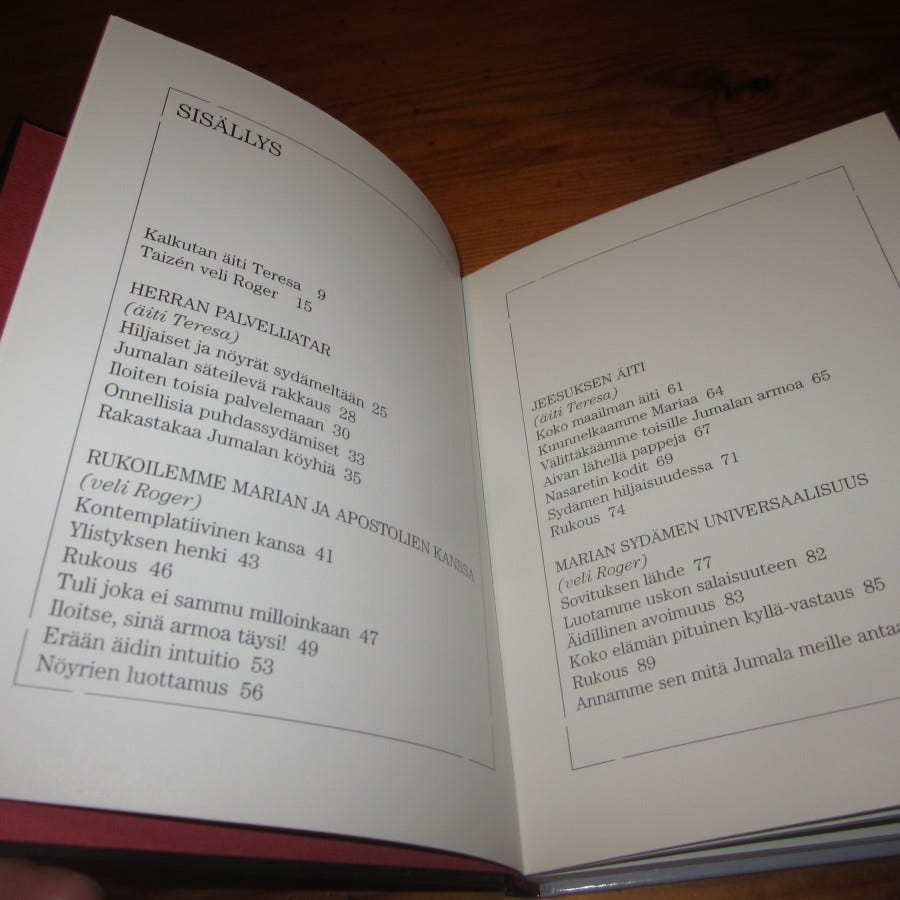 SISÄLLYS
Kalkutan äiti Teresa 9
Taizén veli Roger 15
HERRAN PALVELIJATAR
(äiti Teresa)
Hiljaiset ja nöyrät sydämeltään 25
Jumalan säteilevä rakkaus 28
Iloiten toisia palvelemaan 30
Onnellisia puhdassydämiset 33
Rakastakaa Jumalan köyhiä 35
RUKOILEMME MARIAN JA APOSTOLIEN KANSSA
(veli Roger)
Kontemplatiivinen kansa 41
Ylistyksen henki 43
Rukous 46
Tuli joka ei sammu milloinkaan 47
Iloitse, sinä armoa täysi! 49
Erään äidin intuitio 53
Nöyrien luottamus 56
JEESUKSEN ÄITI
(äiti Teresa)
Koko maailman äiti 61
Kuunnelkaamme Mariaa 64
Välittäkäämme toisille Jumalan armoa 65
Aivan lähellä pappeja 67
Nasaretin kodit 69
Sydämen hiljaisuudessa 71
Rukous 74
MARIAN SYDÄMEN UNIVERSAALISUUS
(veli Roger)
Sovituksen lähde 77
Luotamme uskon salaisuuteen 82
Äidillinen avoimuus 83
Koko elämän pituinen kyllä-vastaus 85
Rukous 89
Annamme sen mitä Jumala meille antaa